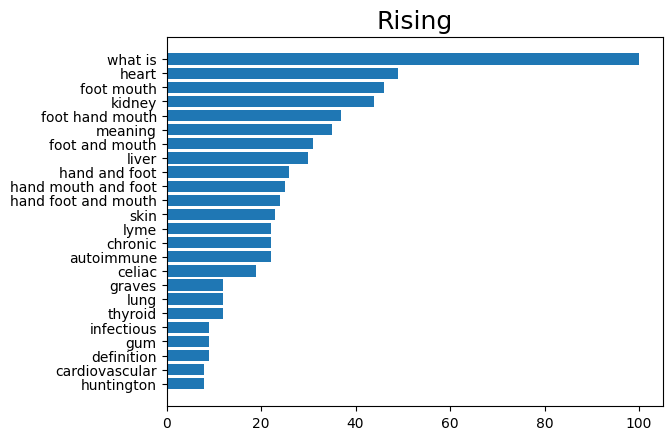 Rising
what is
heart
foot mouth
kidney
foot hand mouth
meaning
foot and mouth
liver
hand and foot
hand mouth and foot
hand foot and mouth
skin
lyme
chronic
autoimmune
celiac
graves
lung
thyroid
infectious
gum
definition
cardiovascular
huntington
0 20 40 60 80 100